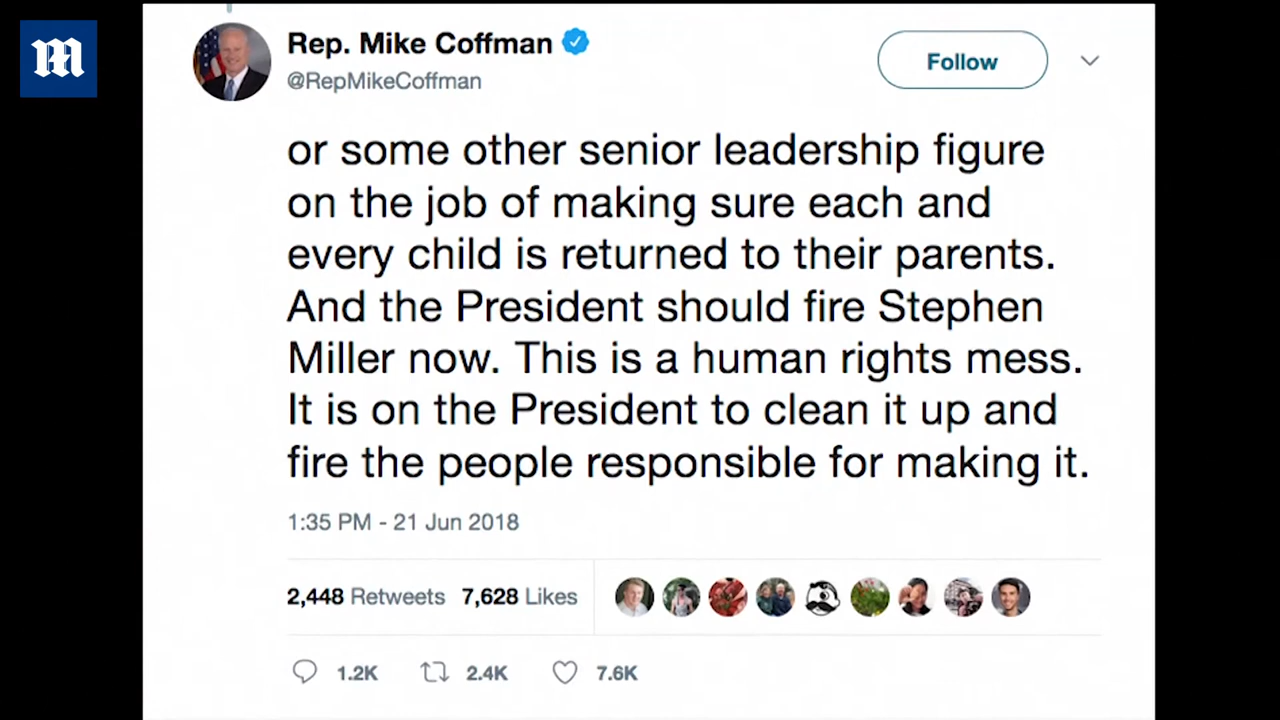 Rep. Mike Coffman
@RepMikeCoffman
Follow
or some other senior leadership figure
on the job of making sure each and
every child is returned to their parents.
And the President should fire Stephen
Miller now. This is a human rights mess.
It is on the President to clean it up and
fire the people responsible for making it.
1:35 PM - 21 Jun 2018
2,448 Retweets 7,628 Likes
1.2K 2.4K 7.6K
M